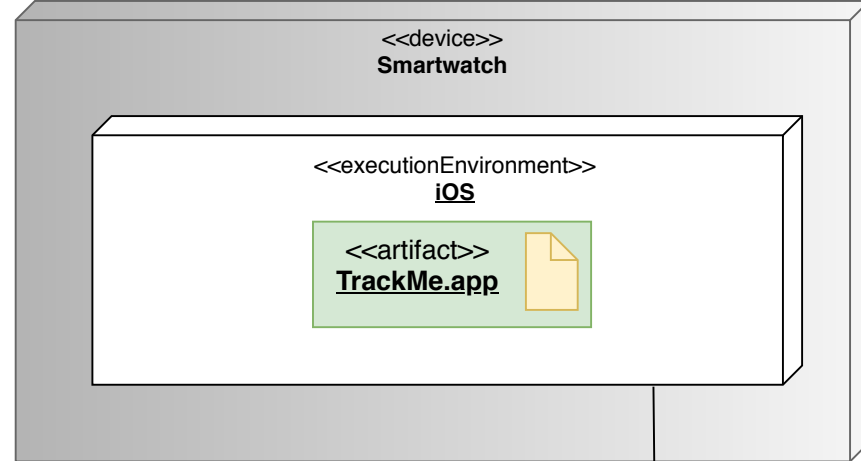 <<device>>
Smartwatch
<<executionEnvironment>>
iOS
<<artifact>>
TrackMe.app